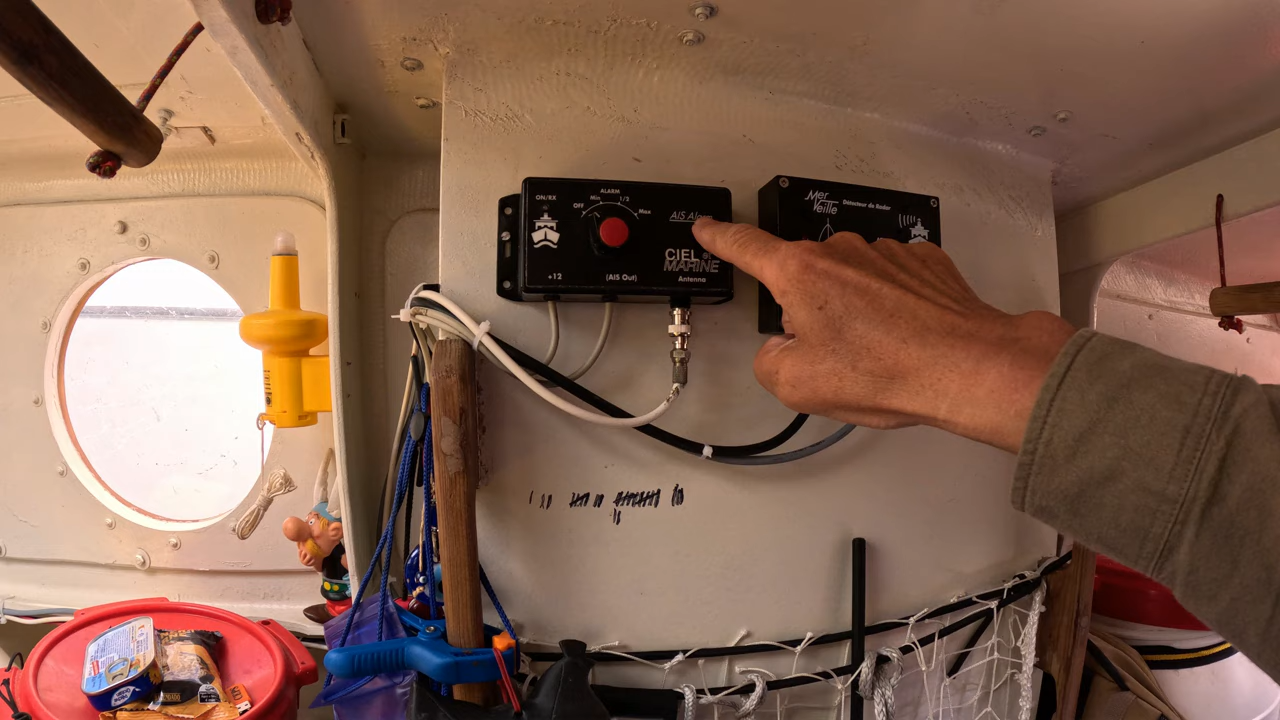 ALARM
ON/RX
OFF
Min
1/2
Max
AIS Alarm
CIEL et
MARINE
+12
(AIS Out)
Antenna
Mer
Veille
Détecteur de Radar